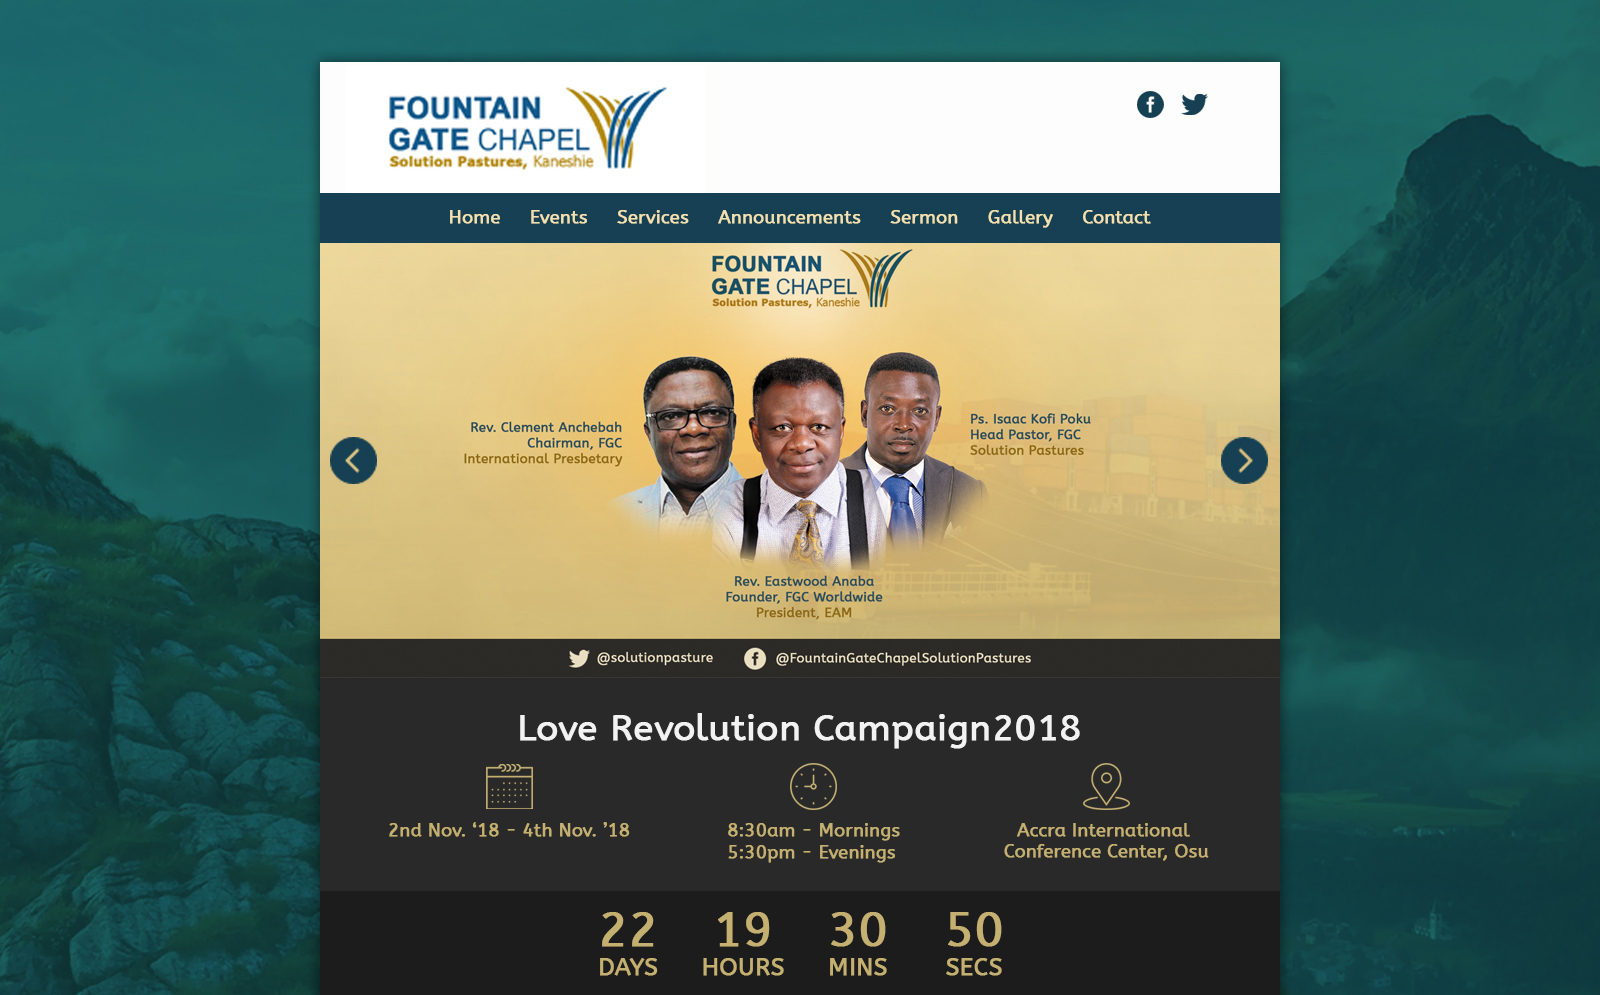 FOUNTAIN
GATE CHAPEL
Solution Pastures, Kaneshie
Home Events Services Announcements Sermon Gallery Contact
FOUNTAIN
GATE CHAPEL
Solution Pastures, Kaneshie
Rev. Clement Anchebah
Chairman, FGC
International Presbetary
Ps. Isaac Kofi Poku
Head Pastor, FGC
Solution Pastures
Rev. Eastwood Anaba
Founder, FGC Worldwide
President, EAM
@solutionpasture @FountainGateChapelSolutionPastures
Love Revolution Campaign2018
2nd Nov. ‘18 - 4th Nov. ’18
8:30am - Mornings
5:30pm - Evenings
Accra International
Conference Center, Osu
22 19 30 50
DAYS HOURS MINS SECS